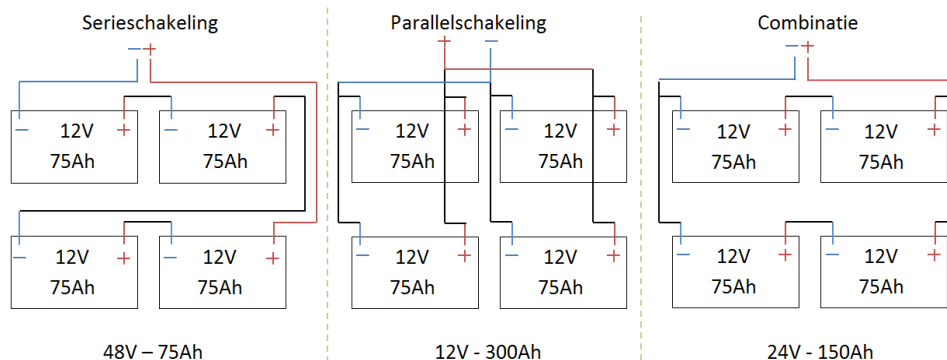 Serieschakeling
− +
− 12V + − 12V +
75Ah 75Ah
− 12V + − 12V +
75Ah 75Ah
48V – 75Ah
Parallelschakeling
+ −
− 12V + − 12V +
75Ah 75Ah
− 12V + − 12V +
75Ah 75Ah
12V - 300Ah
Combinatie
− +
− 12V + − 12V +
75Ah 75Ah
− 12V + − 12V +
75Ah 75Ah
24V - 150Ah